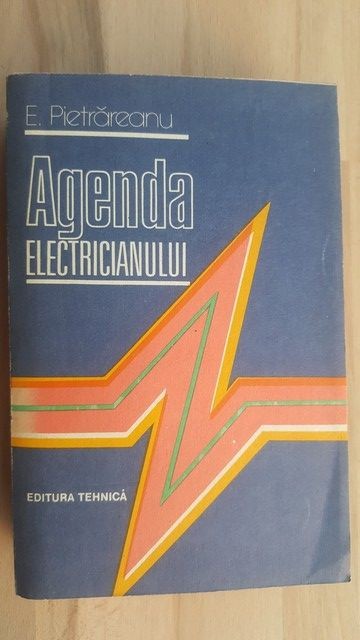 E. Pietrăreanu
Agenda
ELECTRICIANULUI
EDITURA TEHNICĂ